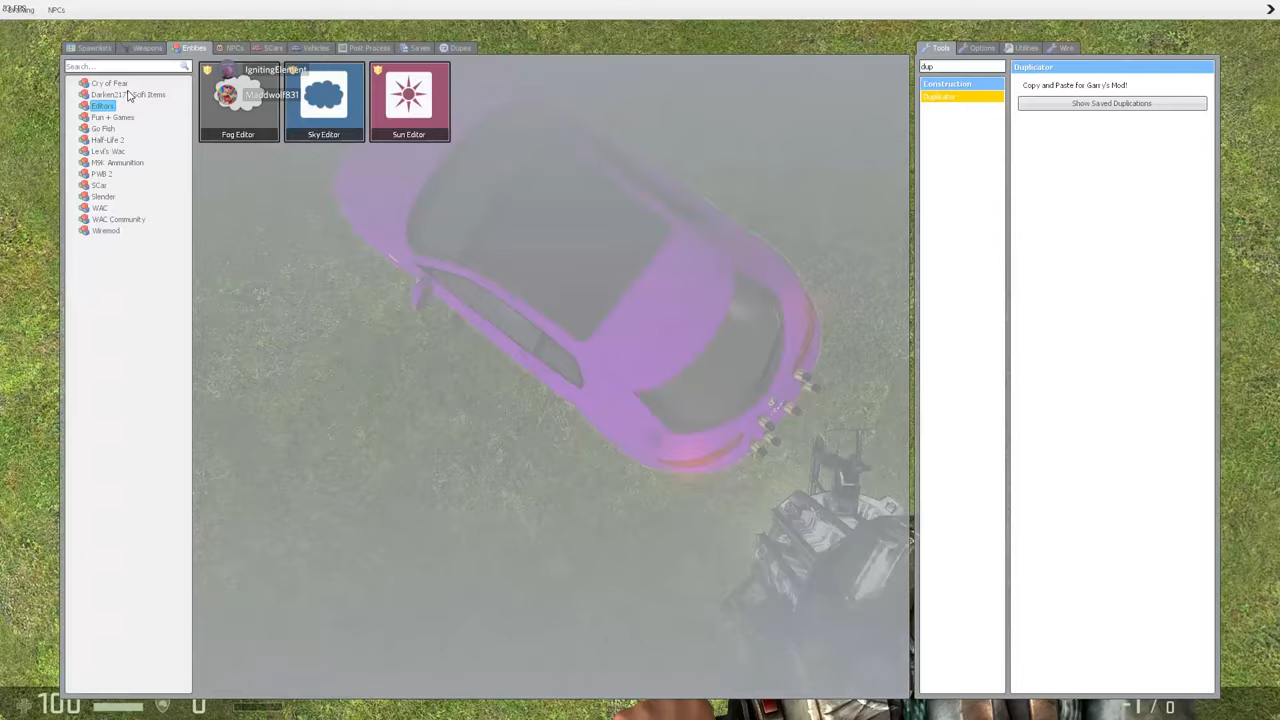 Drawing NPCs
Spawnlists Weapons Entities NPCs SCars Vehicles Post Process Saves Dupes
Search...
Cry of Fear
Editors
Fun + Games
Go Fish
Half-Life 2
Levi's Wac
M9K Ammunition
PWB 2
SCar
Slender
WAC
WAC Community
Wiremod
IgnitingElement
Maddwolf831
Fog Editor
Sky Editor
Sun Editor
Tools Options Utilities Wire
dup
Construction
Duplicator
Duplicator
Copy and Paste for Garry's Mod!
Show Saved Duplications
100 0
-1 / 0